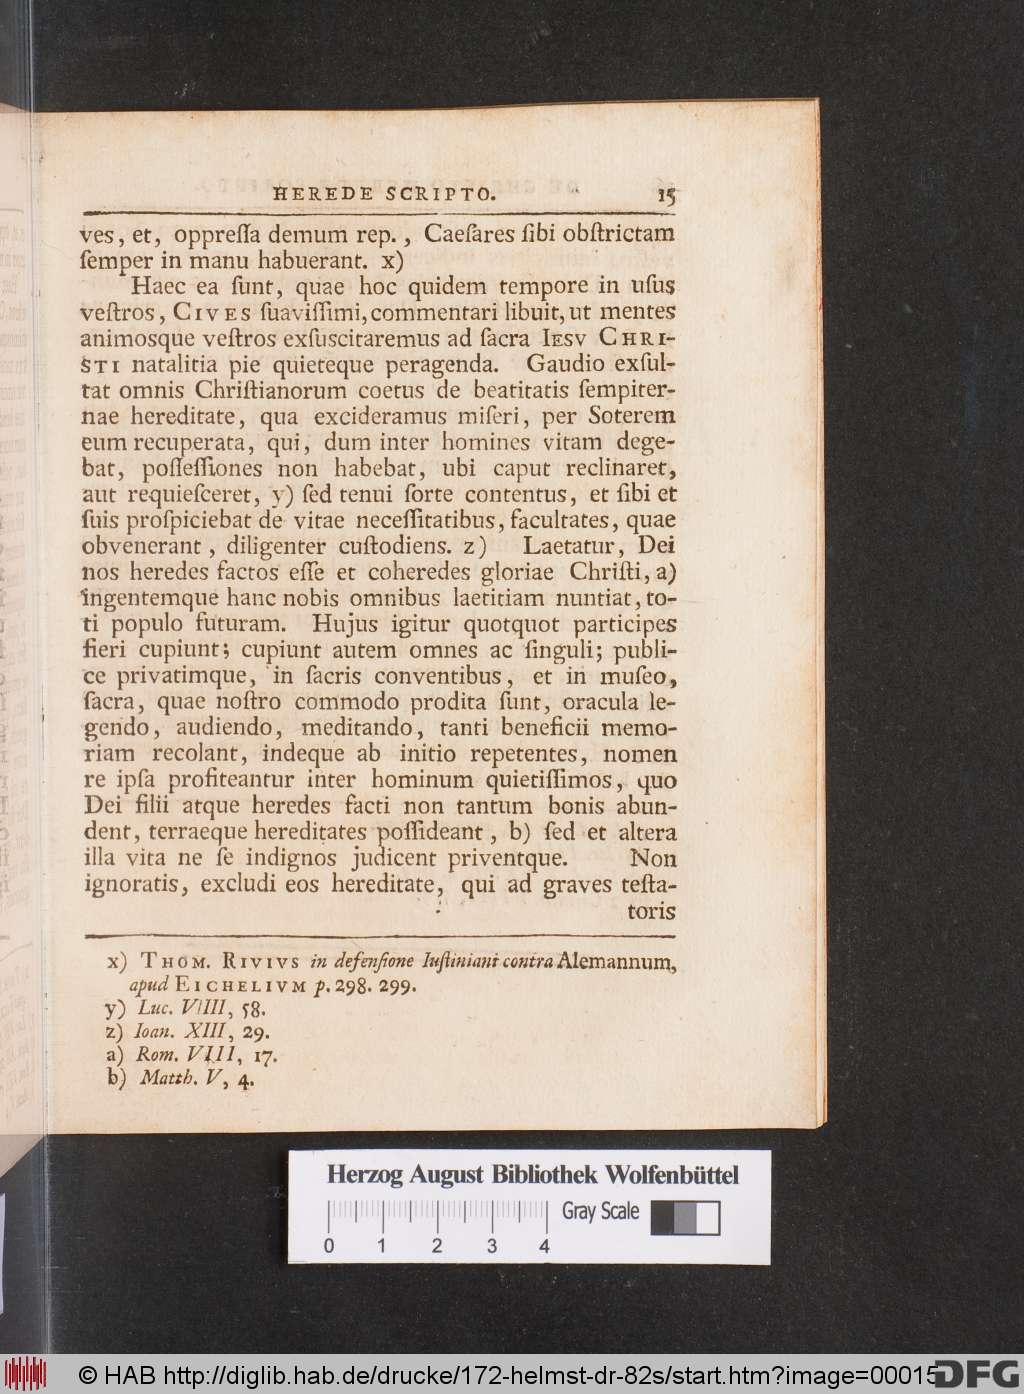 HEREDE SCRIPTO. 15
ves, et, oppreſſa demum rep., Caeſares ſibi obſtrictam
ſemper in manu habuerant. x)
Haec ea ſunt, quae hoc quidem tempore in uſus
veſtros, CIVES ſuaviſſimi, commentari libuit, ut mentes
animosque veſtros exſuscitaremus ad ſacra IESV CHRI-
STI natalitia pie quieteque peragenda. Gaudio exſul-
tat omnis Chriſtianorum coetus de beatitatis ſempiter-
nae hereditate, qua excideramus miſeri, per Soterem
eum recuperata, qui, dum inter homines vitam dege-
bat, poſſeſſiones non habebat, ubi caput reclinaret,
aut requieſceret, y) ſed tenui ſorte contentus, et ſibi et
ſuis proſpiciebat de vitae neceſſitatibus, facultates, quae
obvenerant, diligenter cuſtodiens. z) Laetatur, Dei
nos heredes factos eſſe et coheredes gloriae Chriſti, a)
ingentemque hanc nobis omnibus laetitiam nuntiat, to-
ti populo futuram. Hujus igitur quotquot participes
fieri cupiunt; cupiunt autem omnes ac ſinguli; publi-
ce privatimque, in ſacris conventibus, et in muſeo,
ſacra, quae noſtro commodo prodita ſunt, oracula le-
gendo, audiendo, meditando, tanti beneficii memo-
riam recolant, indeque ab initio repetentes, nomen
re ipſa profiteantur inter hominum quietiſſimos, quo
Dei filii atque heredes facti non tantum bonis abun-
dent, terraeque hereditates poſſideant, b) ſed et altera
illa vita ne ſe indignos judicent priventque. Non
ignoratis, excludi eos hereditate, qui ad graves teſta-
toris
x) THOM. RIVIVS in defenſione Iuſtiniani contra Alemannum,
apud EICHELIVM p. 298. 299.
y) Luc. VIIII, 58.
z) Ioan. XIII, 29.
a) Rom. VIII, 17.
b) Matth. V, 4.
Herzog August Bibliothek Wolfenbüttel
Gray Scale
0 1 2 3 4
© HAB http://diglib.hab.de/drucke/172-helmst-dr-82s/start.htm?image=00015
DFG